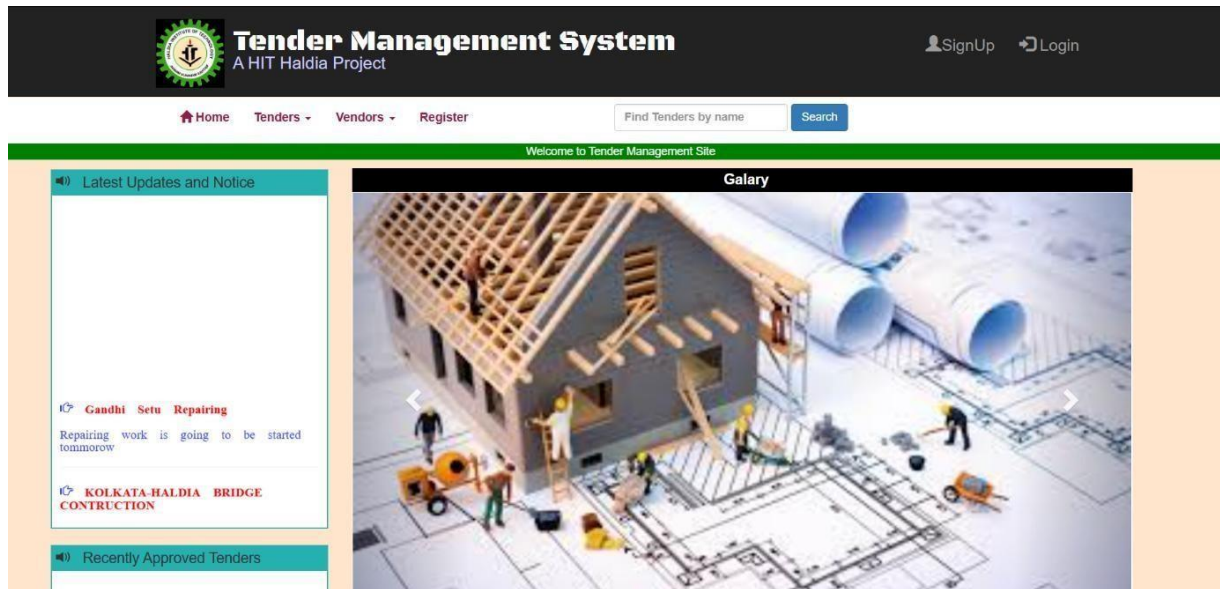 Tender Management System
A HIT Haldia Project
SignUp
Login
Home
Tenders
Vendors
Register
Find Tenders by name
Search
Welcome to Tender Management Site
Latest Updates and Notice
Gandhi Setu Repairing
Repairing work is going to be started
tommorow
KOLKATA-HALDIA BRIDGE
CONTRUCTION
Recently Approved Tenders
Galary